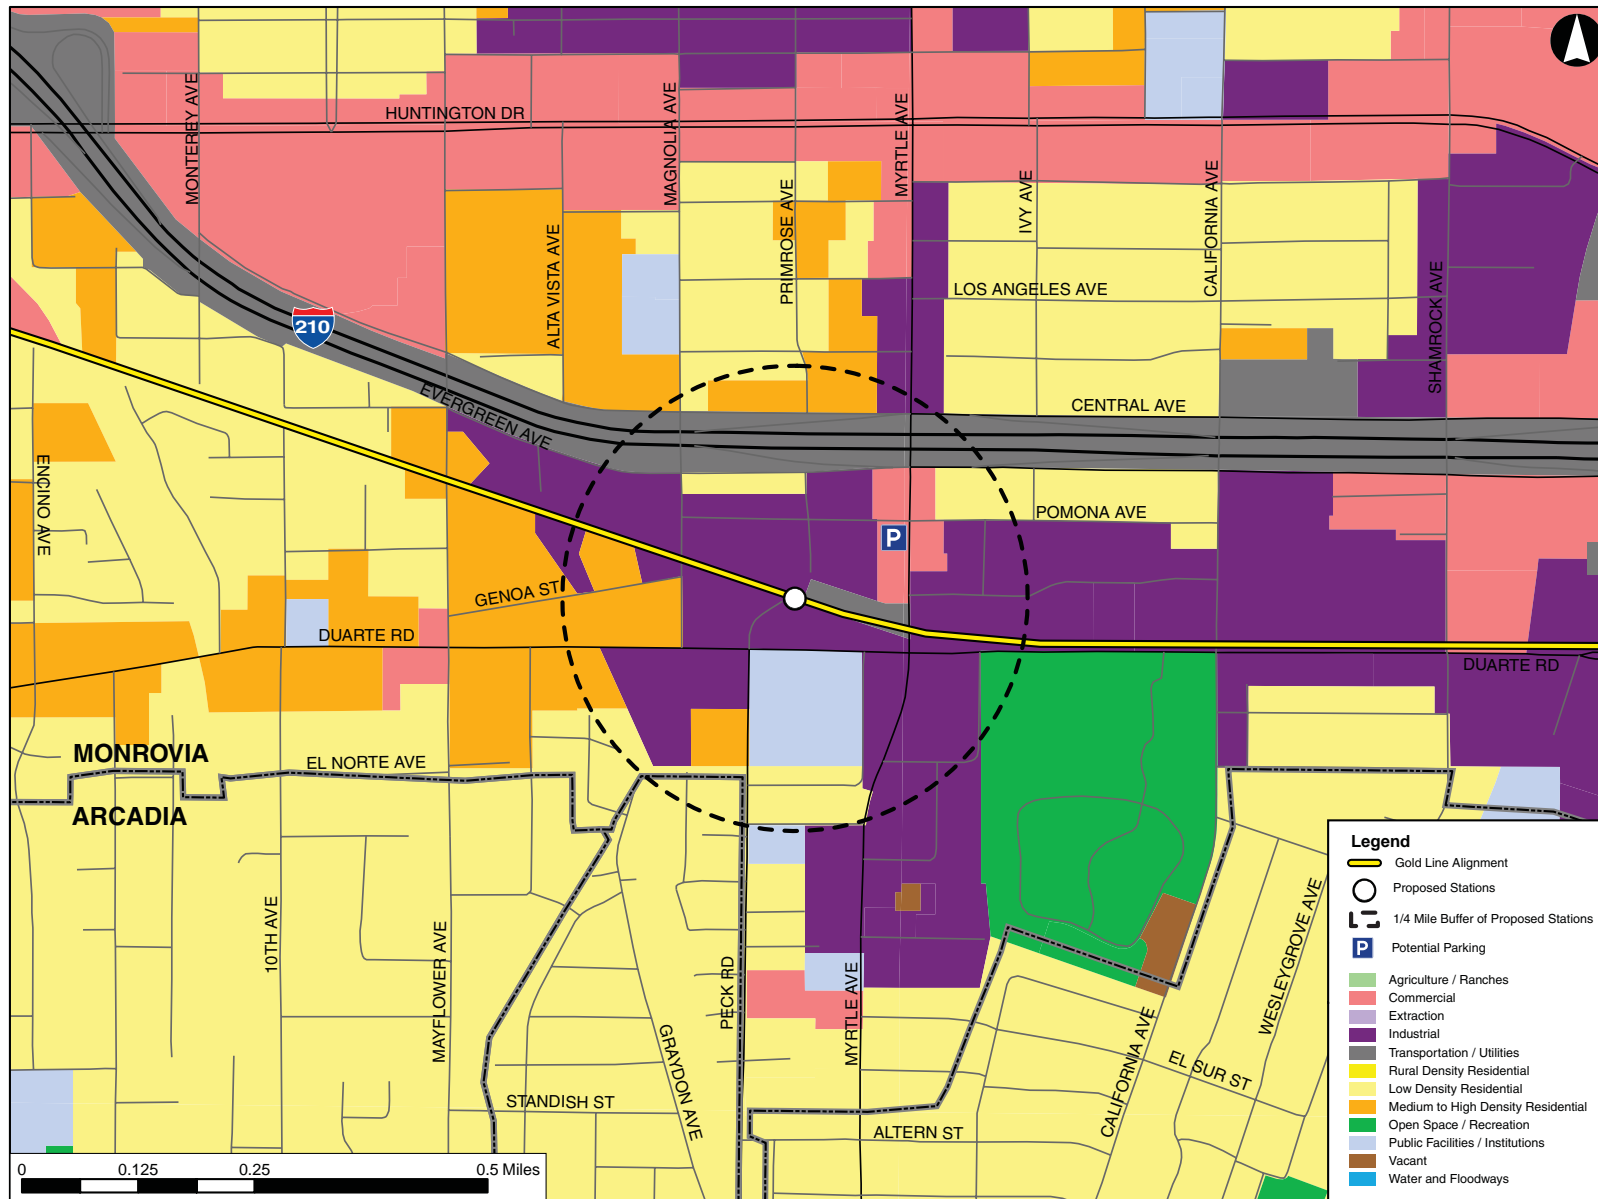 HUNTINGTON DR
MONTEREY AVE
MAGNOLIA AVE
MYRTLE AVE
PRIMROSE AVE
IVY AVE
CALIFORNIA AVE
ALTA VISTA AVE
LOS ANGELES AVE
SHAMROCK AVE
210
EVERGREEN AVE
CENTRAL AVE
ENCINO AVE
POMONA AVE
P
GENOA ST
DUARTE RD
DUARTE RD
MONROVIA
EL NORTE AVE
ARCADIA
10TH AVE
MAYFLOWER AVE
PECK RD
GRAYDON AVE
MYRTLE AVE
CALIFORNIA AVE
WESLEYGROVE AVE
EL SUR ST
STANDISH ST
ALTERN ST
0 0.125 0.25 0.5 Miles
Legend
Gold Line Alignment
Proposed Stations
1/4 Mile Buffer of Proposed Stations
P Potential Parking
Agriculture / Ranches
Commercial
Extraction
Industrial
Transportation / Utilities
Rural Density Residential
Low Density Residential
Medium to High Density Residential
Open Space / Recreation
Public Facilities / Institutions
Vacant
Water and Floodways